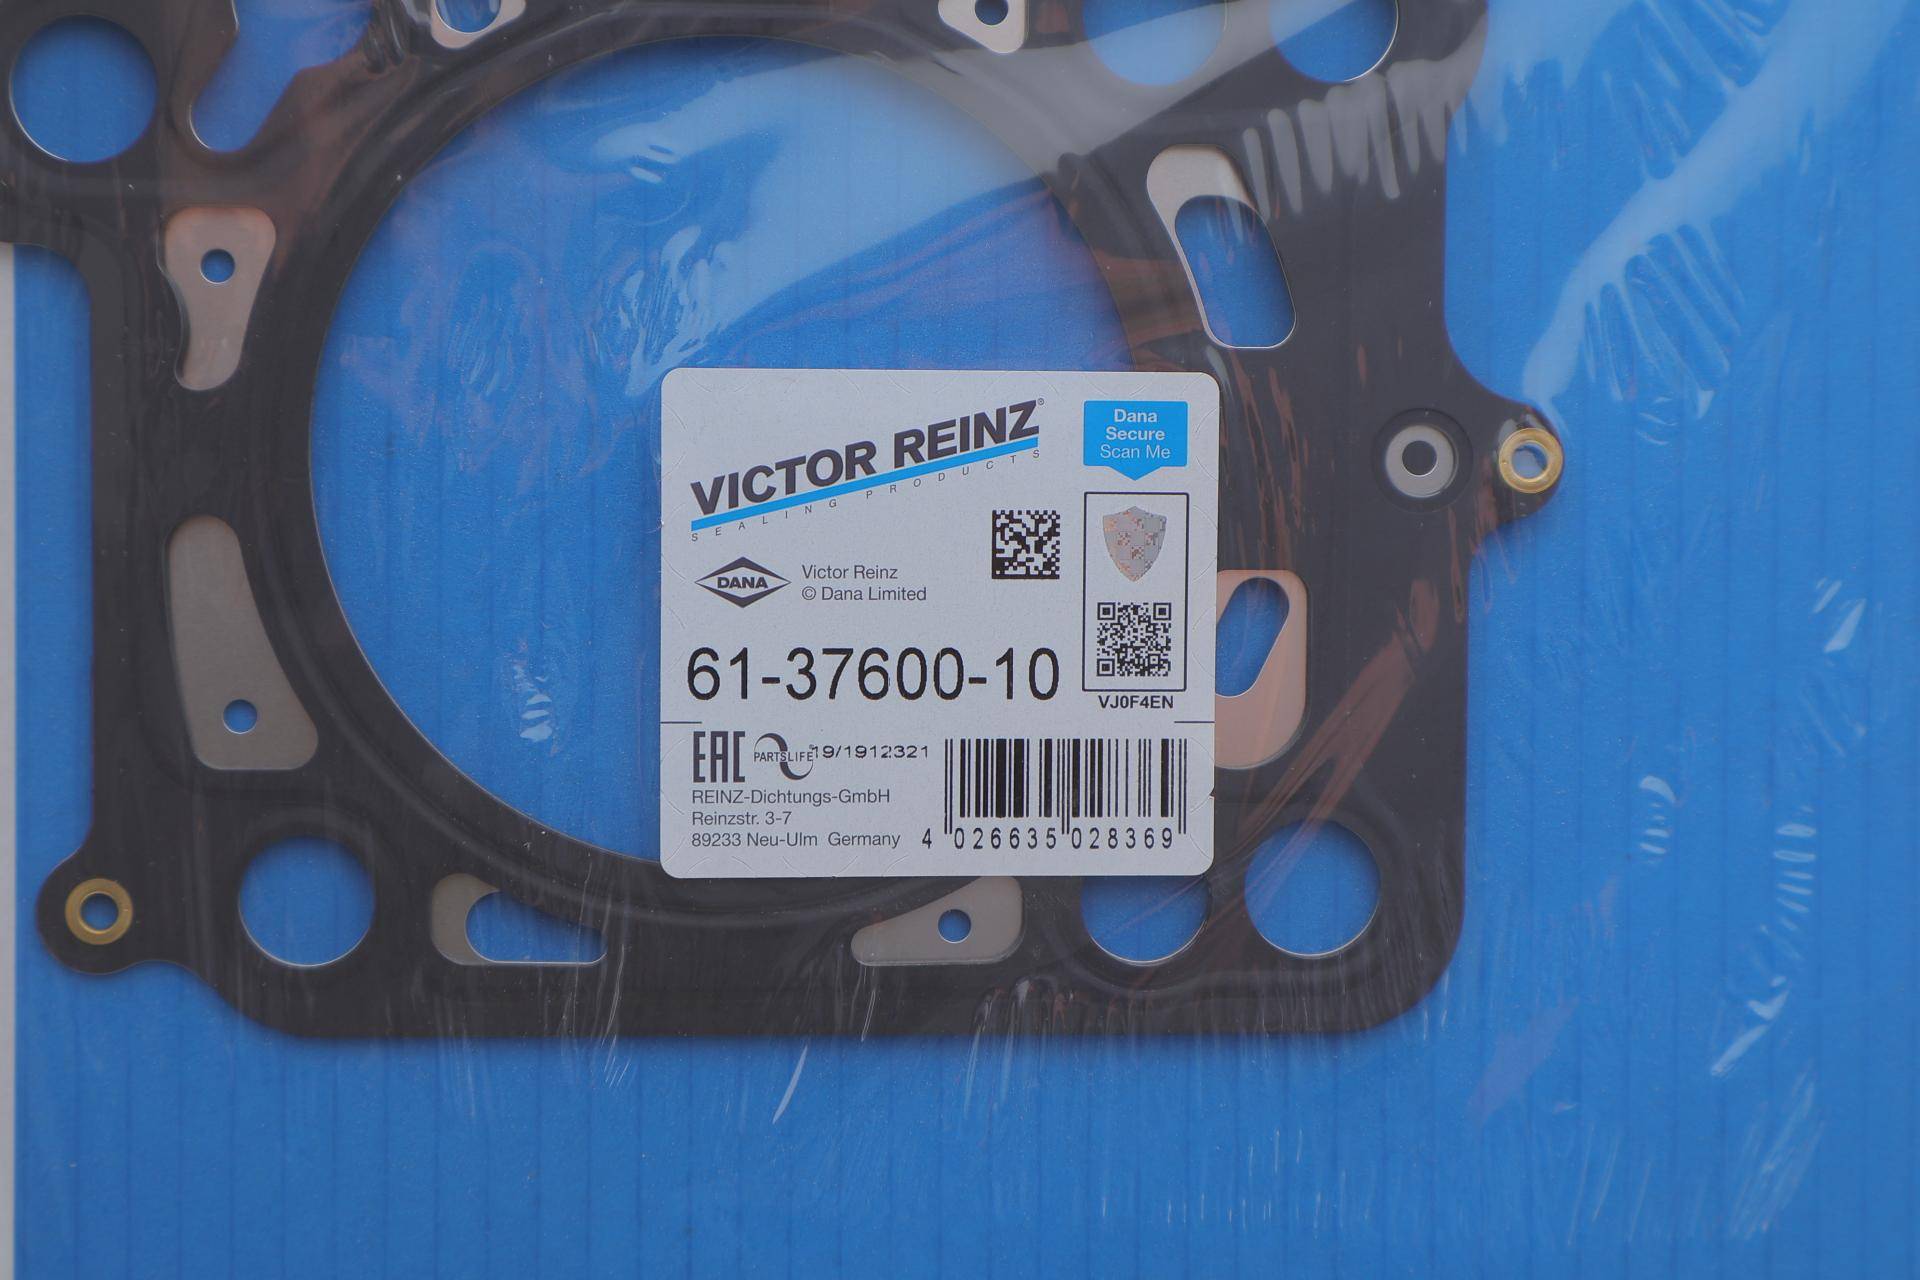 VICTOR REINZ®
SEALING PRODUCTS
Dana
Secure
Scan Me
DANA
Victor Reinz
© Dana Limited
61-37600-10
VJ0F4EN
EAC
PARTSLIFE®
19/1912321
REINZ-Dichtungs-GmbH
Reinzstr. 3-7
89233 Neu-Ulm Germany
4 026635 028369